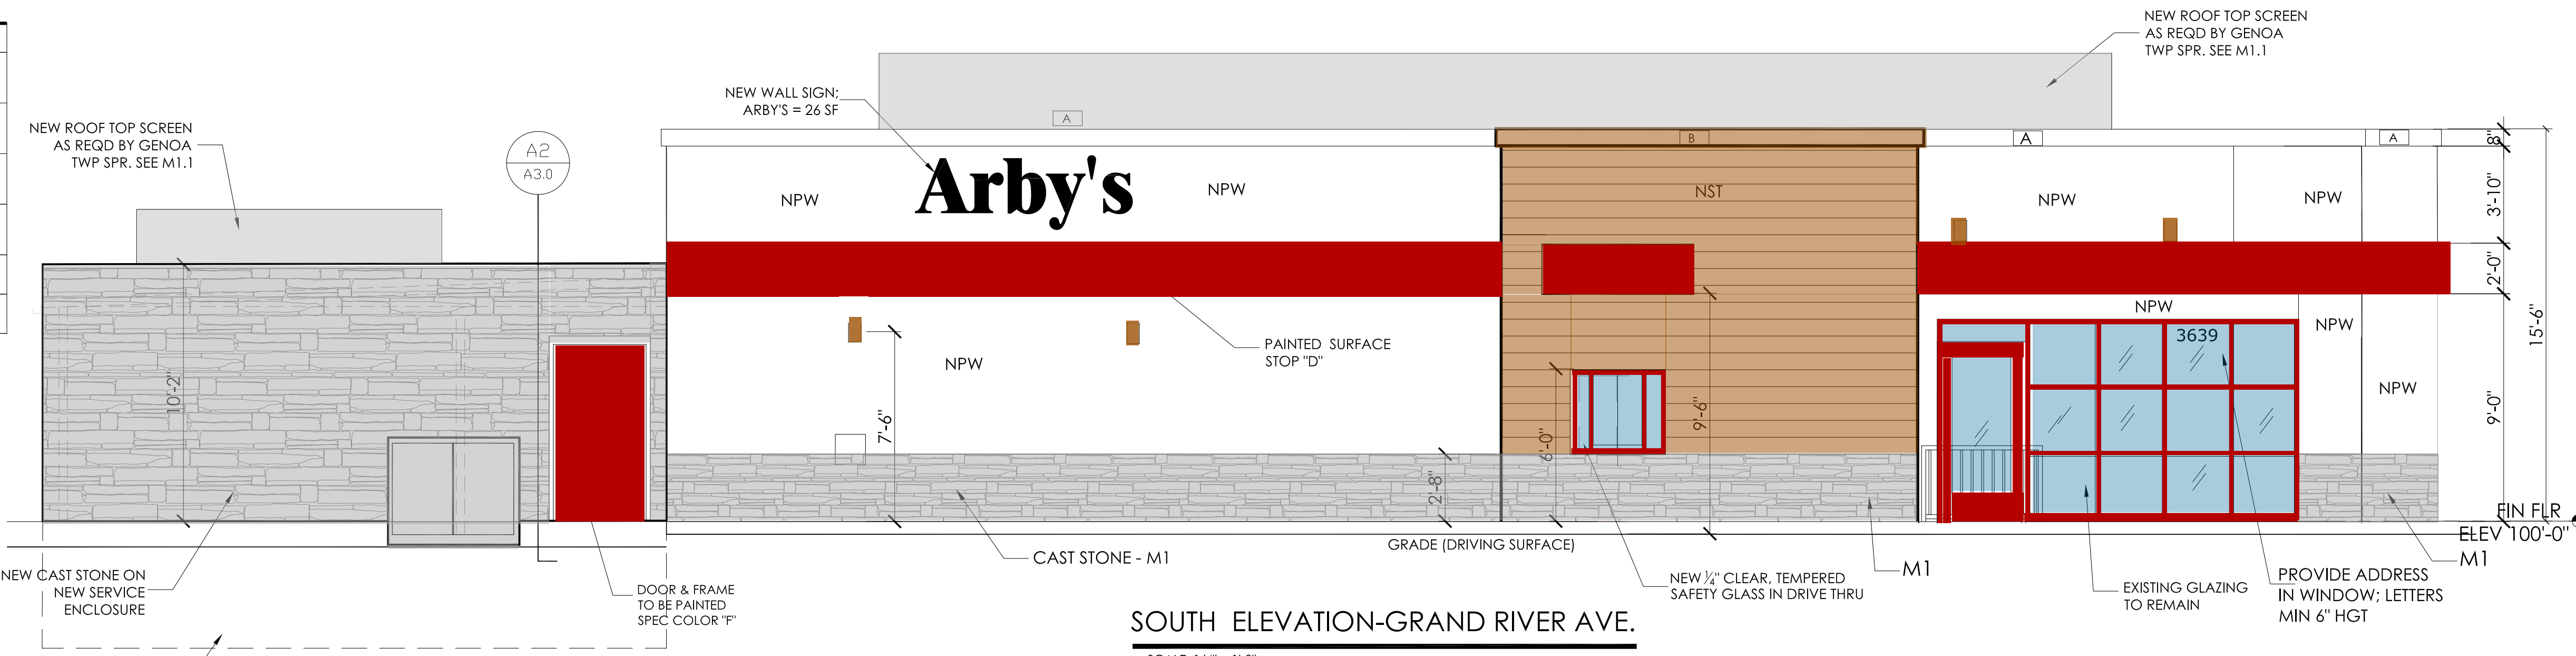 NEW ROOF TOP SCREEN
AS REQD BY GENOA
TWP SPR. SEE M1.1
NEW WALL SIGN;
ARBY'S = 26 SF
NEW ROOF TOP SCREEN
AS REQD BY GENOA
TWP SPR. SEE M1.1
A2
A3.0
A
B
A
A
8"
Arby's
NPW
NPW
NST
NPW
NPW
3'-10"
2'-0"
15'-6"
NPW
PAINTED SURFACE
STOP "D"
NPW
NPW
3639
NPW
10'-2"
7'-6"
2'-8"
6'-0"
9'-6"
9'-0"
FIN FLR
ELEV 100'-0"
GRADE (DRIVING SURFACE)
CAST STONE - M1
M1
M1
NEW CAST STONE ON
NEW SERVICE
ENCLOSURE
DOOR & FRAME
TO BE PAINTED
SPEC COLOR "F"
NEW ¼" CLEAR, TEMPERED
SAFETY GLASS IN DRIVE THRU
EXISTING GLAZING
TO REMAIN
PROVIDE ADDRESS
IN WINDOW; LETTERS
MIN 6" HGT
SOUTH ELEVATION-GRAND RIVER AVE.